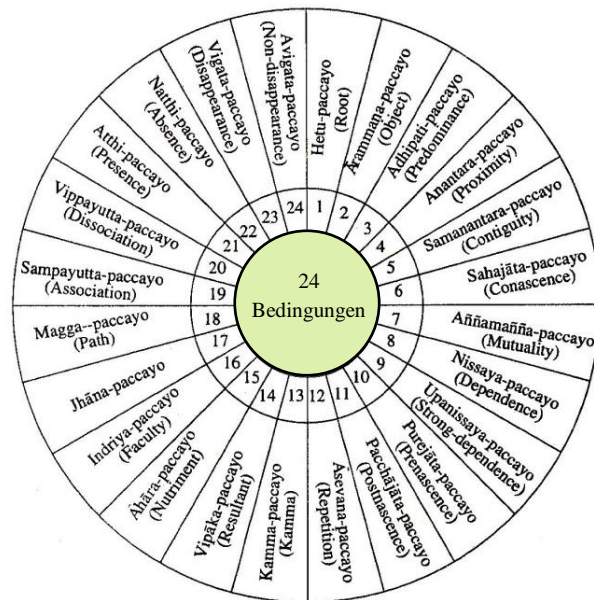 Hetu-paccayo
(Root)
Ārammaṇa-paccayo
(Object)
Adhipati-paccayo
(Predominance)
Anantara-paccayo
(Proximity)
Samanantara-paccayo
(Contiguity)
Sahajāta-paccayo
(Conascence)
Aññamañña-paccayo
(Mutuality)
Nissaya-paccayo
(Dependence)
Upanissaya-paccayo
(Strong-dependence)
Purejāta-paccayo
(Prenascence)
Pacchājāta-paccayo
(Postnascence)
Āsevana-paccayo
(Repetition)
Kamma-paccayo
(Kamma)
Vipāka-paccayo
(Resultant)
Ahāra-paccayo
(Nutriment)
Indriya-paccayo
(Faculty)
Jhāna-paccayo
Magga--paccayo
(Path)
Sampayutta-paccayo
(Association)
Vippayutta-paccayo
(Dissociation)
Atthi-paccayo
(Presence)
Natthi-paccayo
(Absence)
Vigata-paccayo
(Disappearance)
Avigata-paccayo
(Non-disappearance)
1
2
3
4
5
6
7
8
9
10
11
12
13
14
15
16
17
18
19
20
21
22
23
24
24
Bedingungen